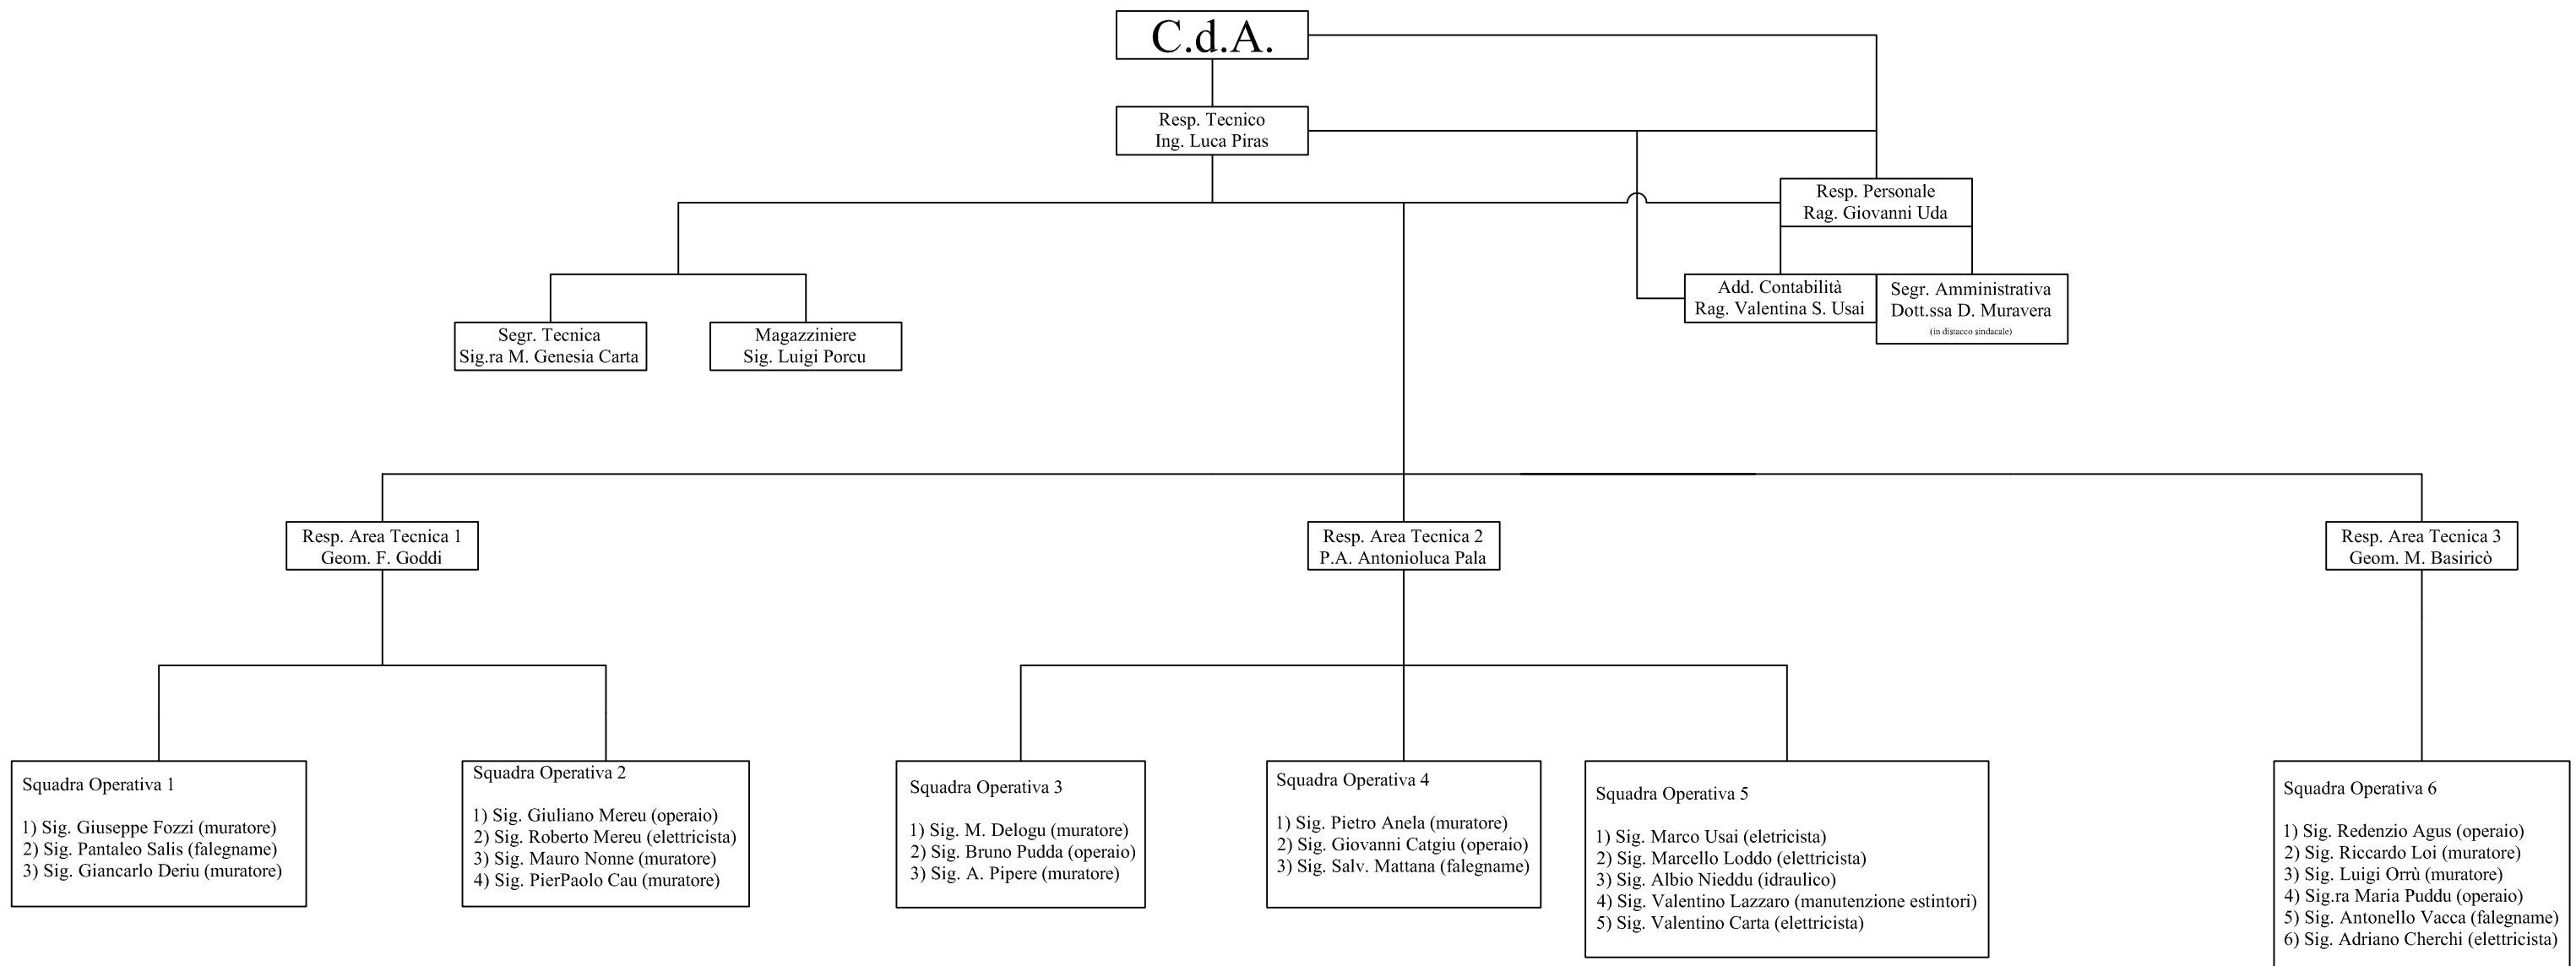 C.d.A.
Resp. Tecnico
Ing. Luca Piras
Resp. Personale
Rag. Giovanni Uda
Add. Contabilità
Rag. Valentina S. Usai
Segr. Amministrativa
Dott.ssa D. Muravera
(in distacco sindacale)
Segr. Tecnica
Sig.ra M. Genesia Carta
Magazziniere
Sig. Luigi Porcu
Resp. Area Tecnica 1
Geom. F. Goddi
Resp. Area Tecnica 2
P.A. Antonioluca Pala
Resp. Area Tecnica 3
Geom. M. Basiricò
Squadra Operativa 1
1) Sig. Giuseppe Fozzi (muratore)
2) Sig. Pantaleo Salis (falegname)
3) Sig. Giancarlo Deriu (muratore)
Squadra Operativa 2
1) Sig. Giuliano Mereu (operaio)
2) Sig. Roberto Mereu (elettricista)
3) Sig. Mauro Nonne (muratore)
4) Sig. PierPaolo Cau (muratore)
Squadra Operativa 3
1) Sig. M. Delogu (muratore)
2) Sig. Bruno Pudda (operaio)
3) Sig. A. Pipere (muratore)
Squadra Operativa 4
1) Sig. Pietro Anela (muratore)
2) Sig. Giovanni Catgiu (operaio)
3) Sig. Salv. Mattana (falegname)
Squadra Operativa 5
1) Sig. Marco Usai (eletricista)
2) Sig. Marcello Loddo (elettricista)
3) Sig. Albio Nieddu (idraulico)
4) Sig. Valentino Lazzaro (manutenzione estintori)
5) Sig. Valentino Carta (elettricista)
Squadra Operativa 6
1) Sig. Redenzio Agus (operaio)
2) Sig. Riccardo Loi (muratore)
3) Sig. Luigi Orrù (muratore)
4) Sig.ra Maria Puddu (operaio)
5) Sig. Antonello Vacca (falegname)
6) Sig. Adriano Cherchi (elettricista)